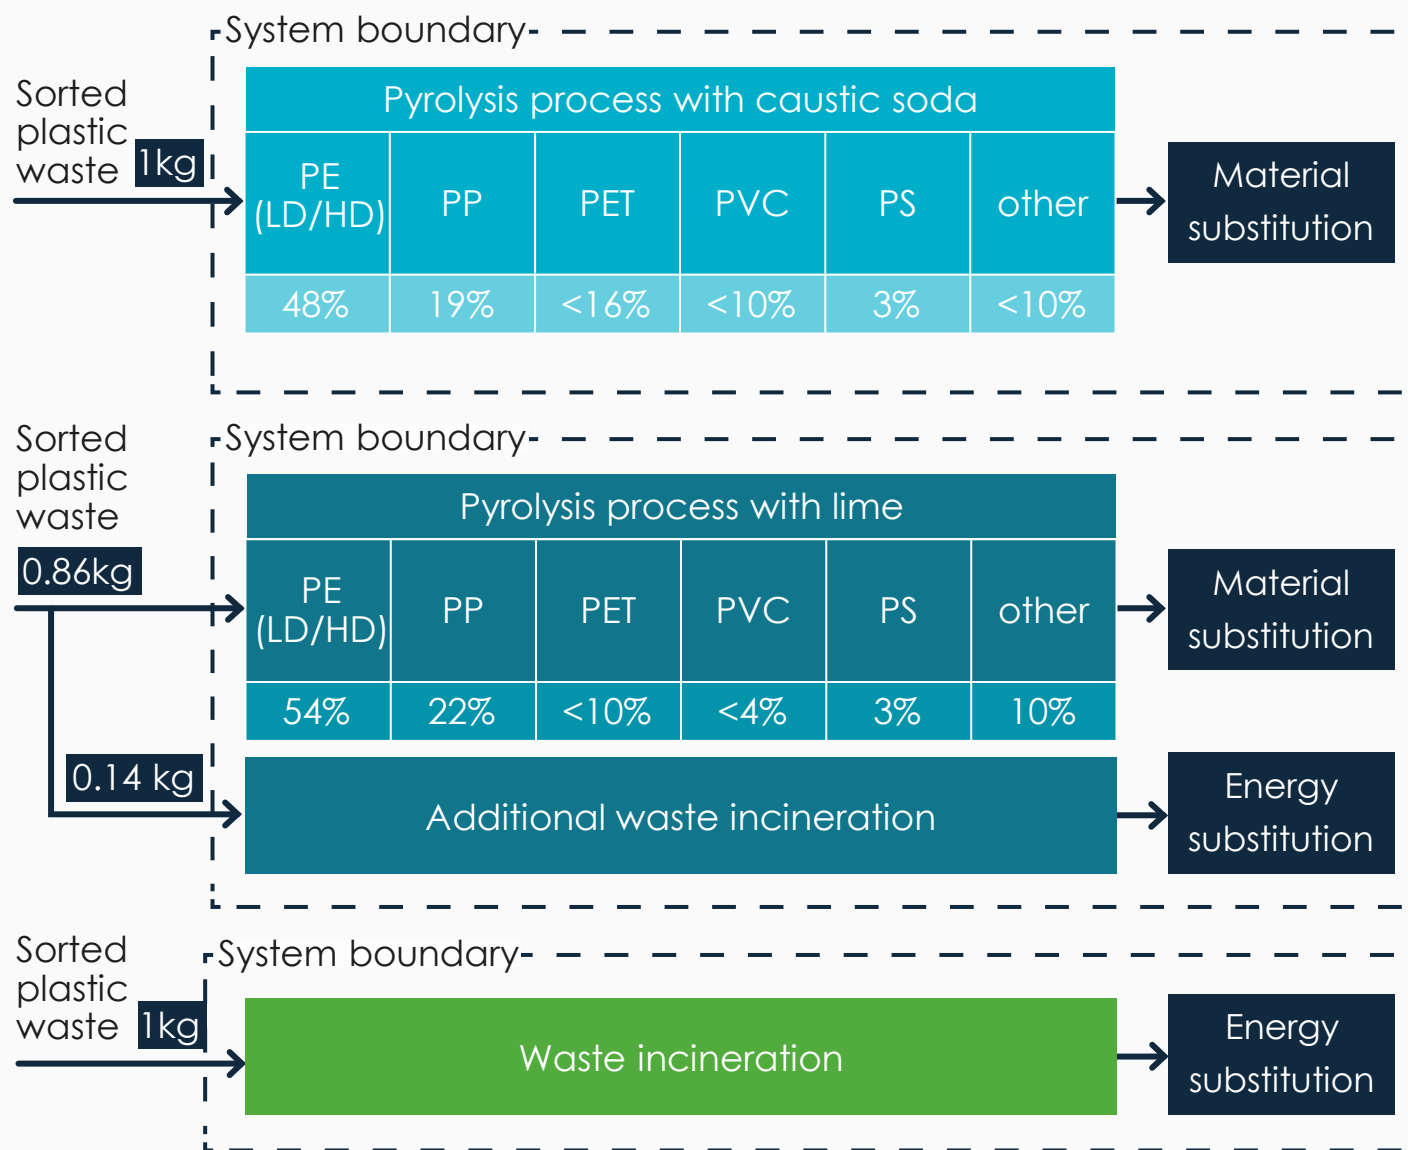 System boundary
Sorted
plastic
waste
1kg
Pyrolysis process with caustic soda
PE
(LD/HD)
PP
PET
PVC
PS
other
48%
19%
<16%
<10%
3%
<10%
Material
substitution
Sorted
plastic
waste
0.86kg
System boundary
Pyrolysis process with lime
PE
(LD/HD)
PP
PET
PVC
PS
other
54%
22%
<10%
<4%
3%
10%
Material
substitution
0.14 kg
Additional waste incineration
Energy
substitution
Sorted
plastic
waste
1kg
System boundary
Waste incineration
Energy
substitution